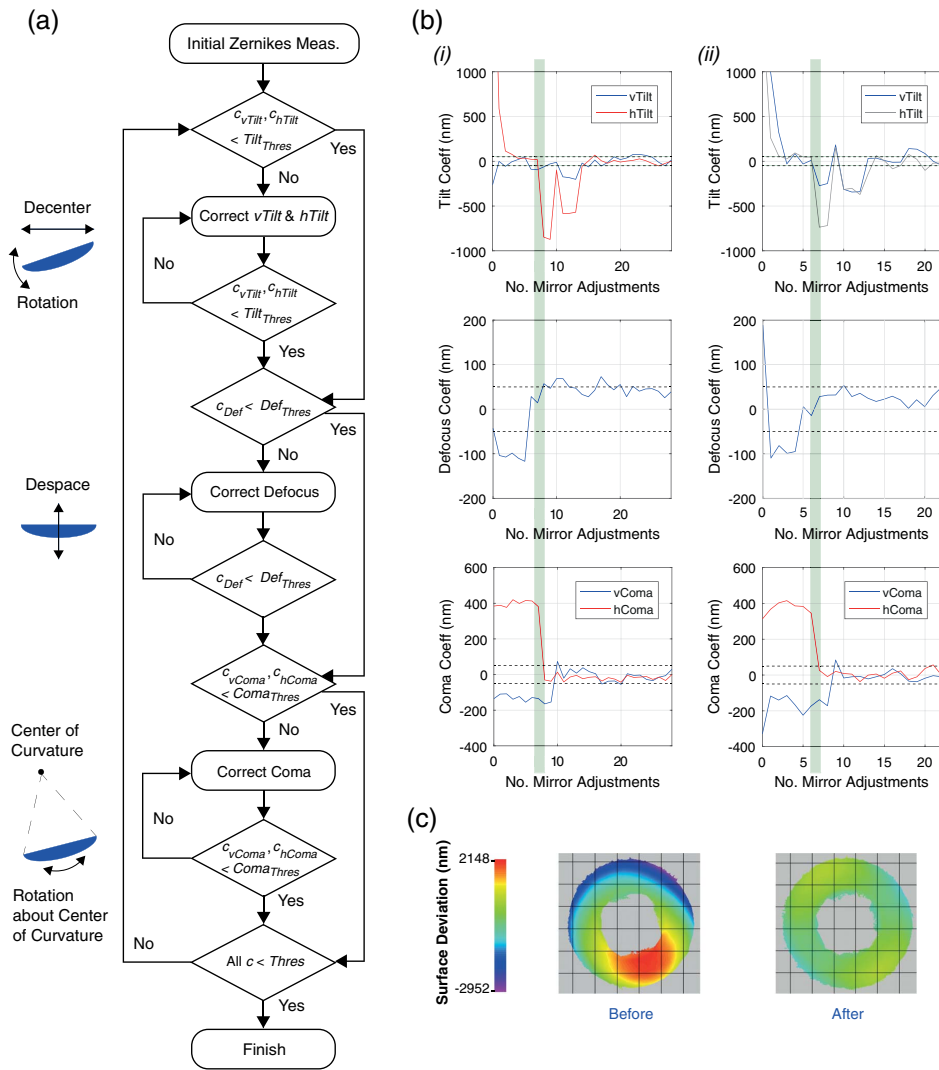 (a)
Initial Zernikes Meas.
c_vTilt, c_hTilt
< Tilt_Thres
Yes
No
Decenter
Rotation
Correct vTilt & hTilt
No
c_vTilt, c_hTilt
< Tilt_Thres
Yes
c_Def < Def_Thres
Yes
No
Despace
Correct Defocus
No
c_Def < Def_Thres
c_vComa, c_hComa
< Coma_Thres
Yes
No
Center of
Curvature
Correct Coma
No
c_vComa, c_hComa
< Coma_Thres
Yes
Rotation
about Center
of Curvature
No
All c < Thres
Yes
Finish
(b)
(i)
1000
500
0
-500
-1000
Tilt Coeff (nm)
vTilt
hTilt
0 10 20
No. Mirror Adjustments
200
100
0
-100
-200
Defocus Coeff (nm)
0 10 20
No. Mirror Adjustments
600
400
200
0
-200
-400
Coma Coeff (nm)
vComa
hComa
0 10 20
No. Mirror Adjustments
(ii)
1000
500
0
-500
-1000
Tilt Coeff (nm)
vTilt
hTilt
0 5 10 15 20
No. Mirror Adjustments
200
100
0
-100
-200
Defocus Coeff (nm)
0 5 10 15 20
No. Mirror Adjustments
600
400
200
0
-200
-400
Coma Coeff (nm)
vComa
hComa
0 5 10 15 20
No. Mirror Adjustments
(c)
Surface Deviation (nm)
2148
-2952
Before
After